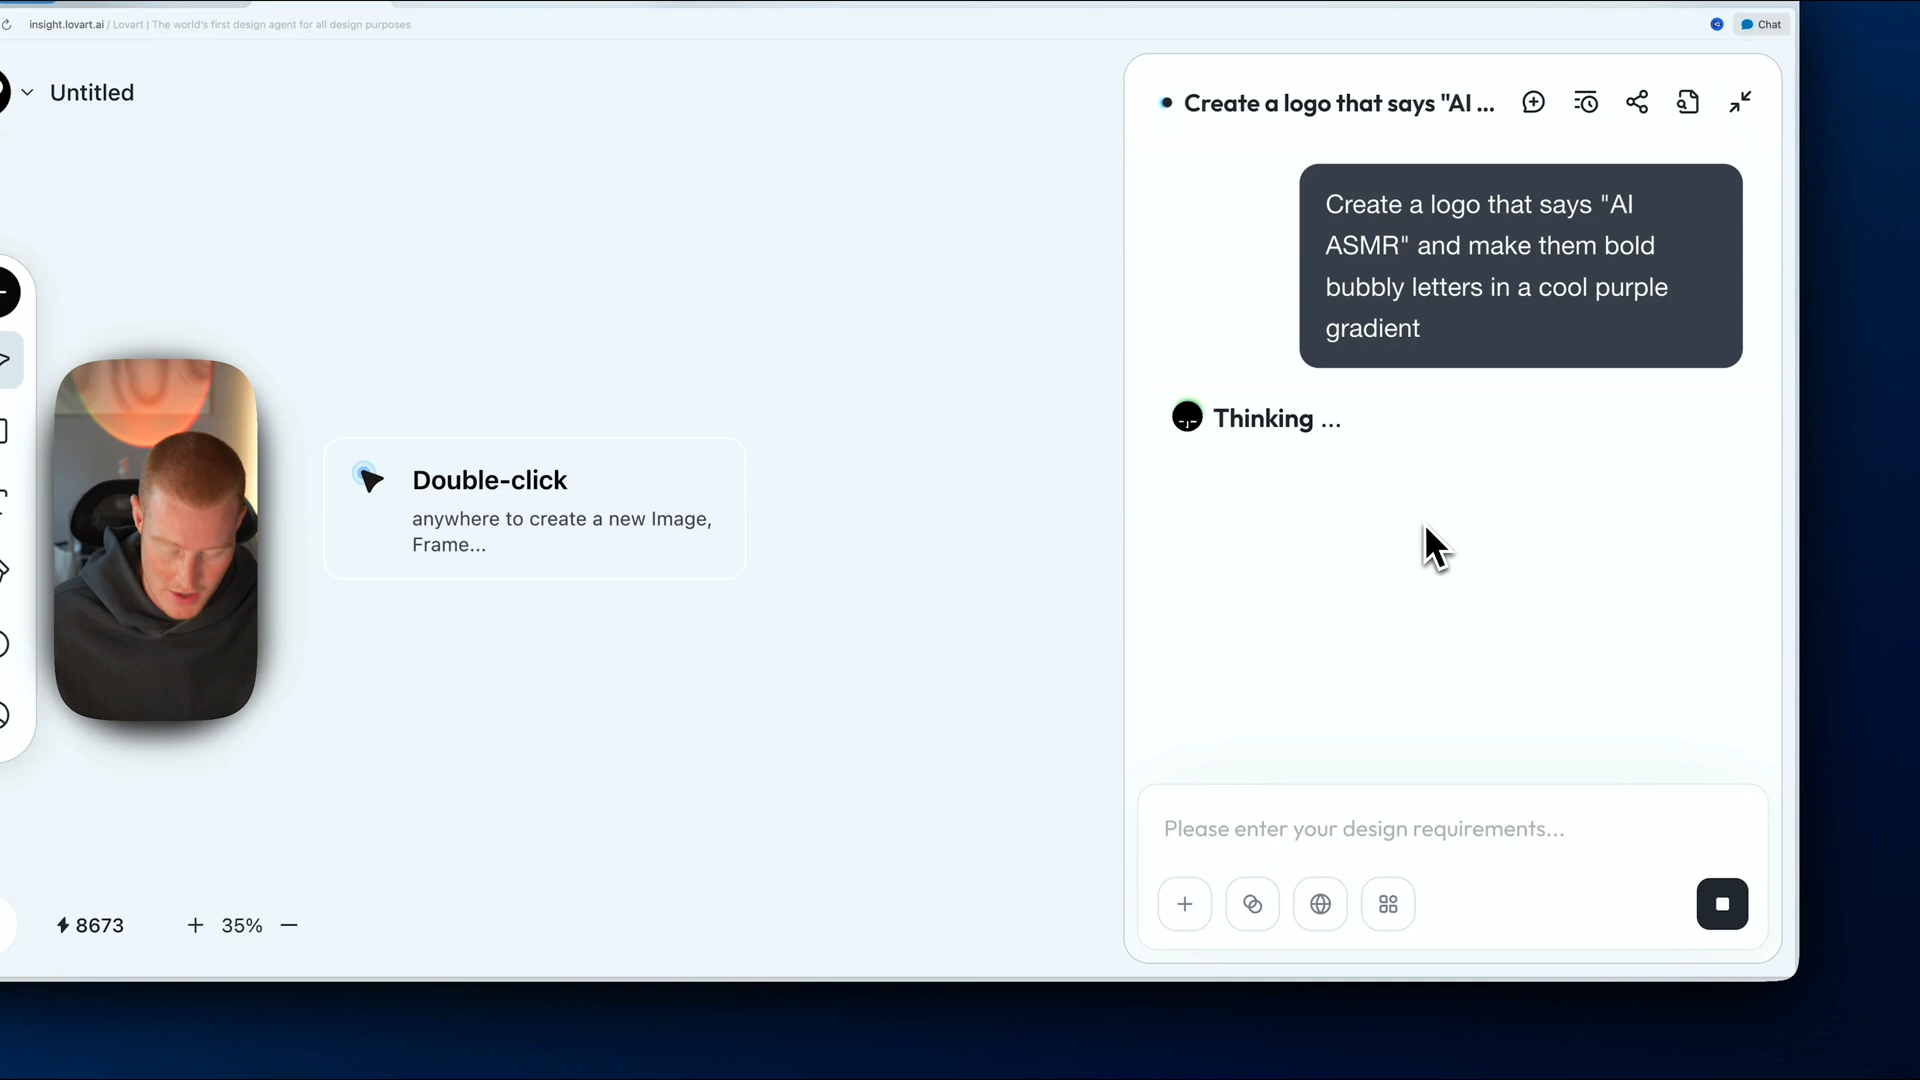 insight.lovart.ai / Lovart | The world's first design agent for all design purposes
Chat
Untitled
Create a logo that says "AI ...
Create a logo that says "AI
ASMR" and make them bold
bubbly letters in a cool purple
gradient
Thinking ...
Double-click
anywhere to create a new Image,
Frame...
Please enter your design requirements...
8673
+ 35% —